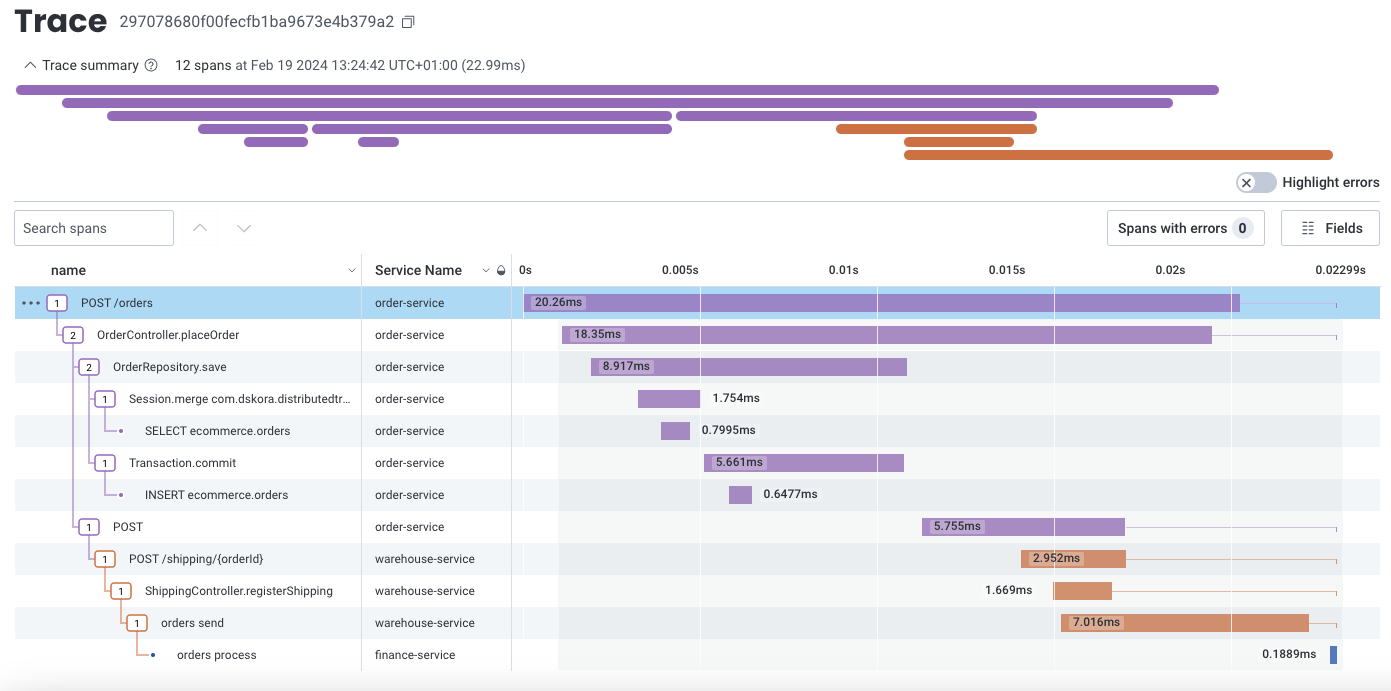 Trace 297078680f00fecfb1ba9673e4b379a2
Trace summary ? 12 spans at Feb 19 2024 13:24:42 UTC+01:00 (22.99ms)
Highlight errors
Search spans Spans with errors 0 Fields
name Service Name 0s 0.005s 0.01s 0.015s 0.02s 0.02299s
1 POST /orders order-service 20.26ms
2 OrderController.placeOrder order-service 18.35ms
2 OrderRepository.save order-service 8.917ms
1 Session.merge com.dskora.distributedtr... order-service 1.754ms
SELECT ecommerce.orders order-service 0.7995ms
1 Transaction.commit order-service 5.661ms
INSERT ecommerce.orders order-service 0.6477ms
1 POST order-service 5.755ms
1 POST /shipping/{orderId} warehouse-service 2.952ms
1 ShippingController.registerShipping warehouse-service 1.669ms
1 orders send warehouse-service 7.016ms
orders process finance-service 0.1889ms